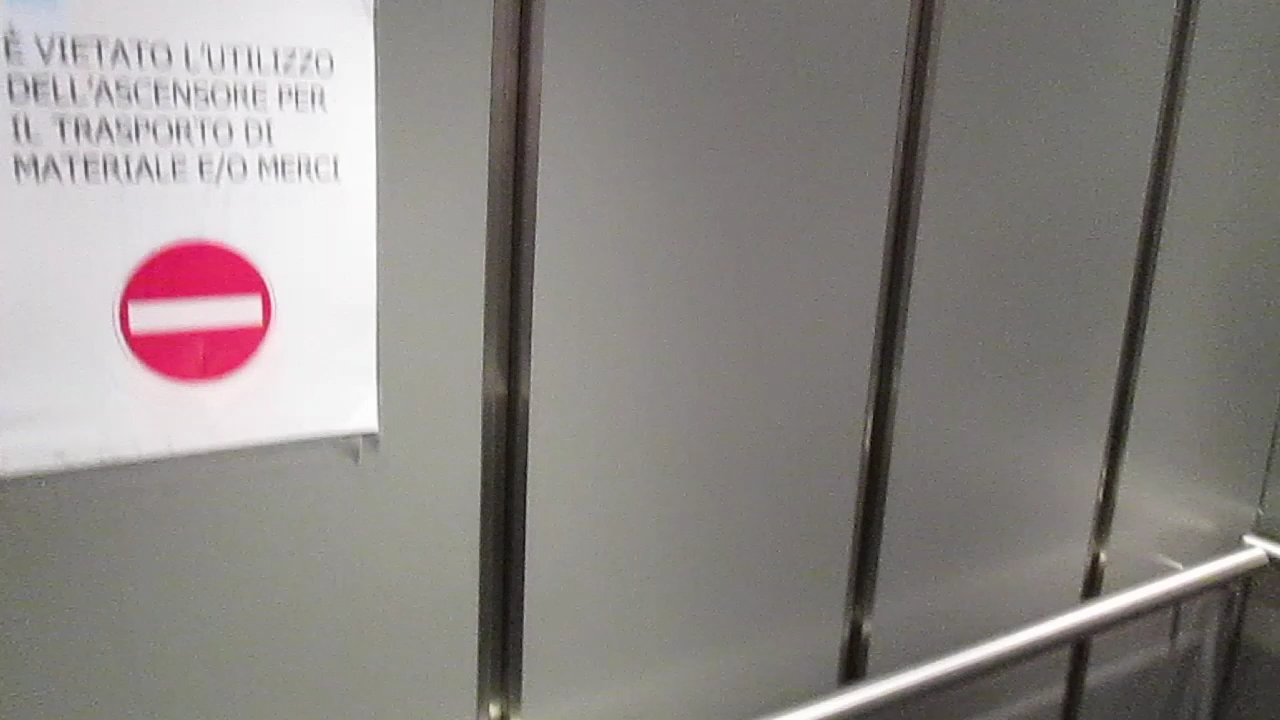 È VIETATO L'UTILIZZO
DELL'ASCENSORE PER
IL TRASPORTO DI
MATERIALE E/O MERCI